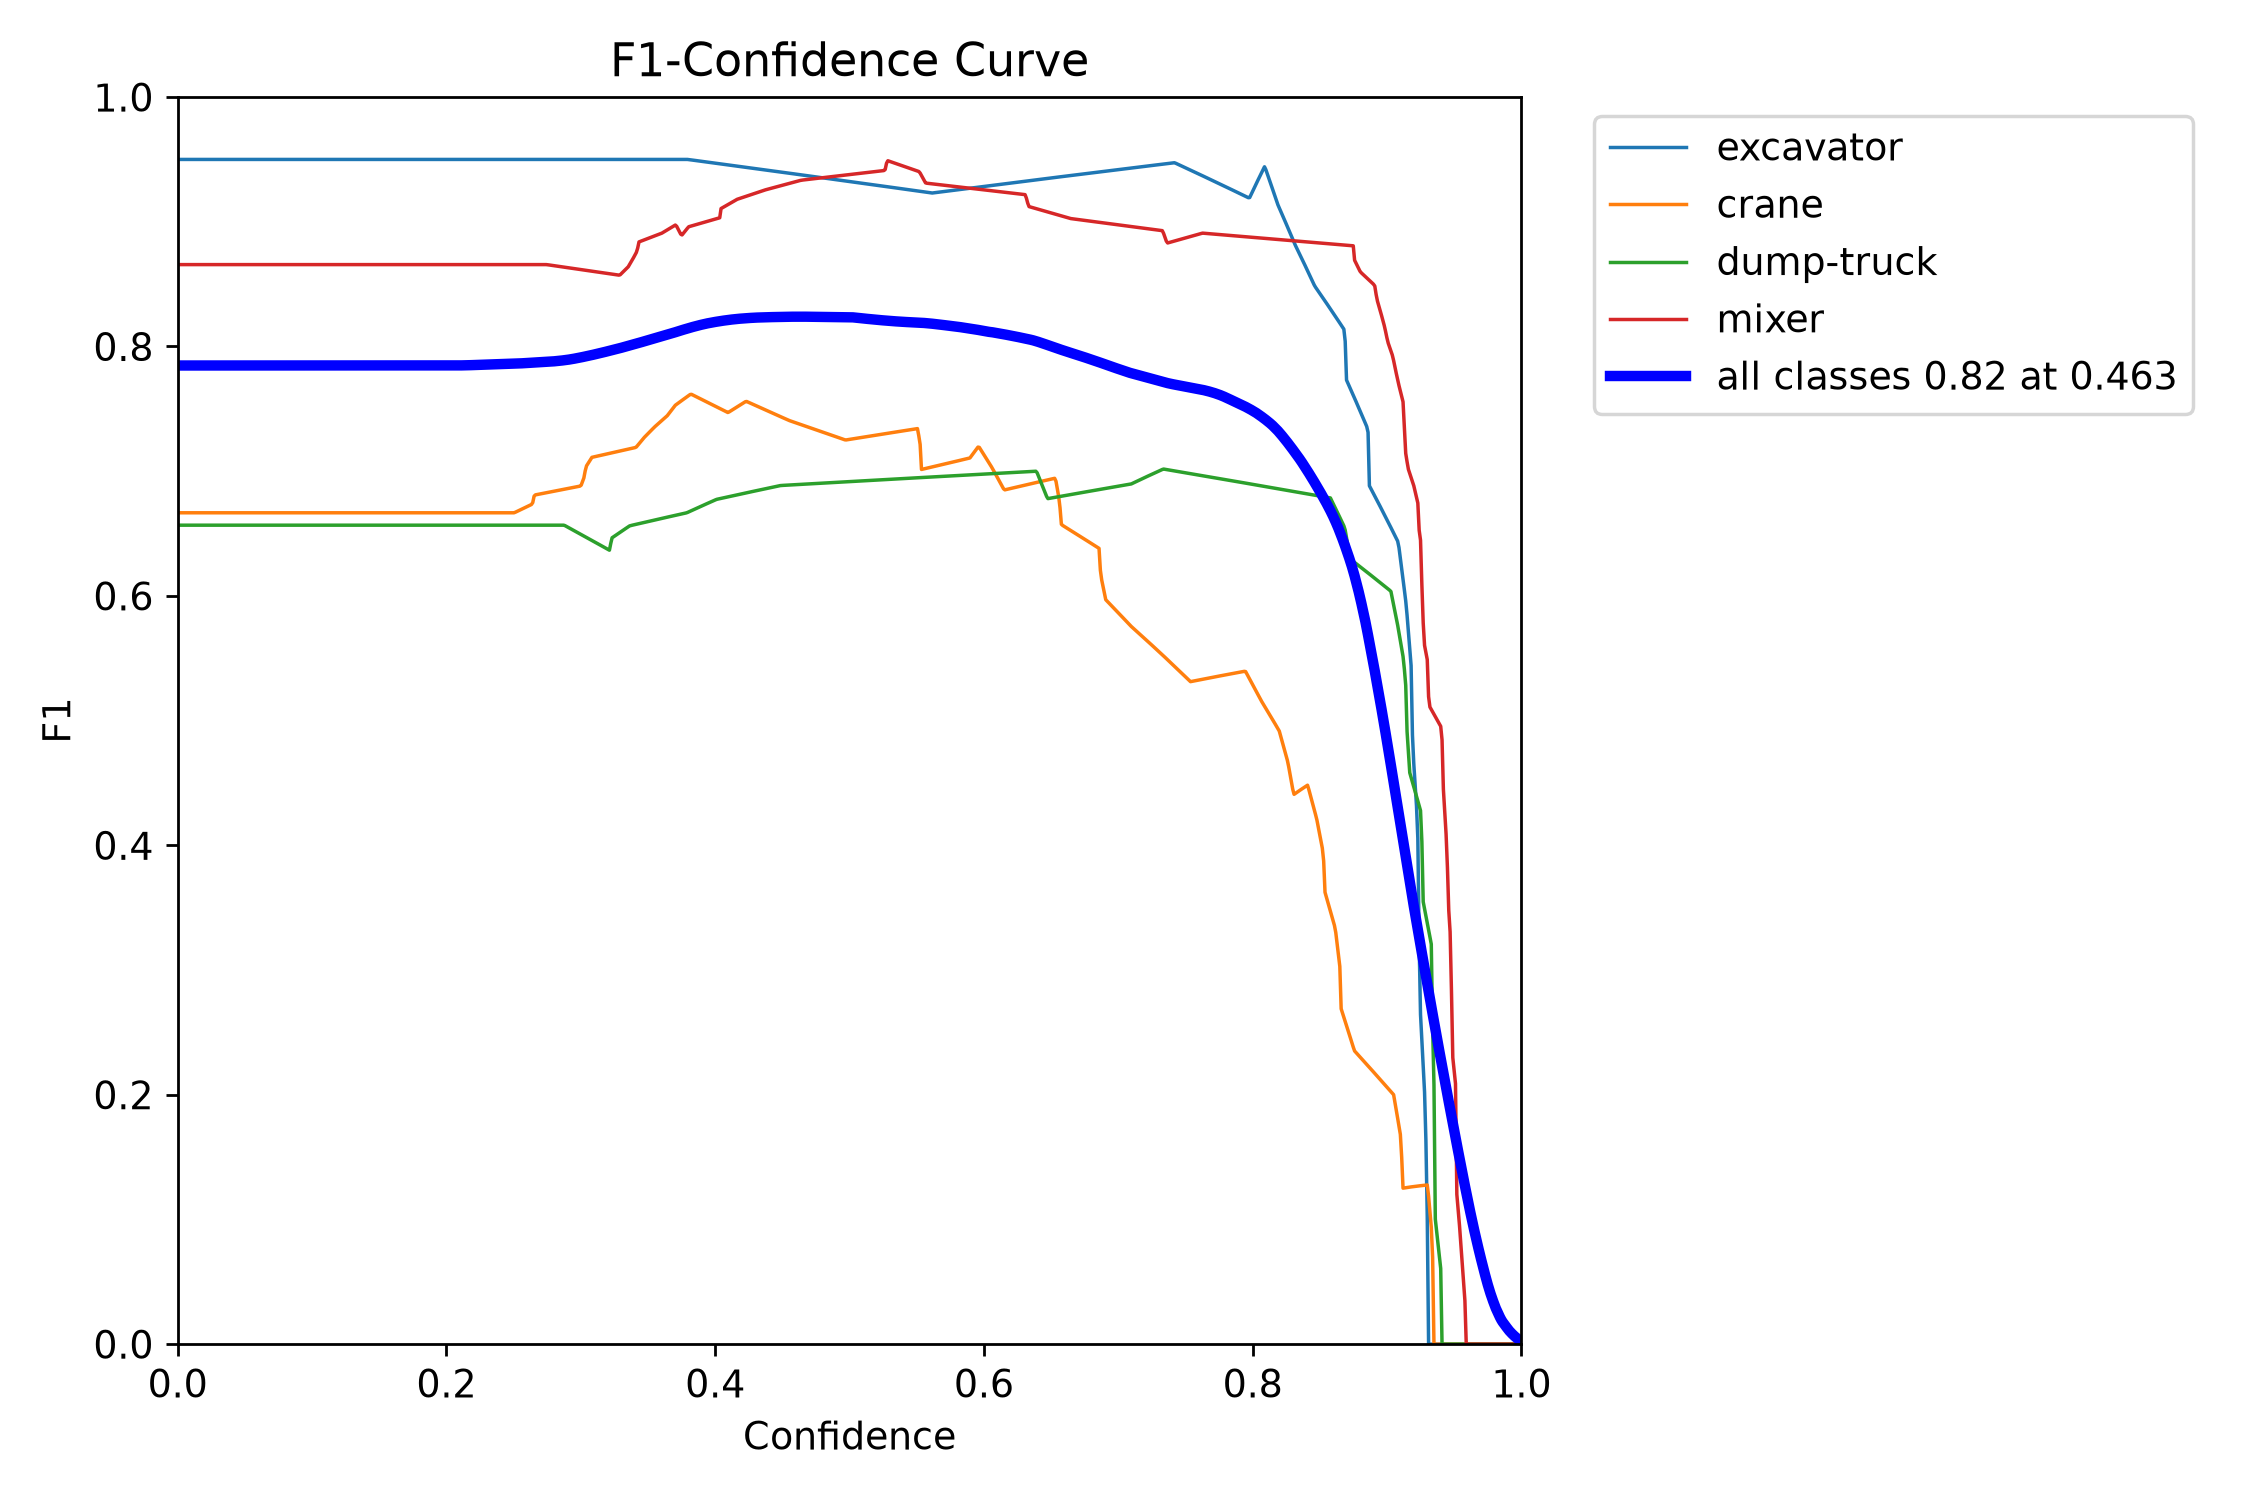 F1-Confidence Curve
1.0
0.8
0.6
0.4
0.2
0.0
F1
0.0 0.2 0.4 0.6 0.8 1.0
Confidence
excavator
crane
dump-truck
mixer
all classes 0.82 at 0.463